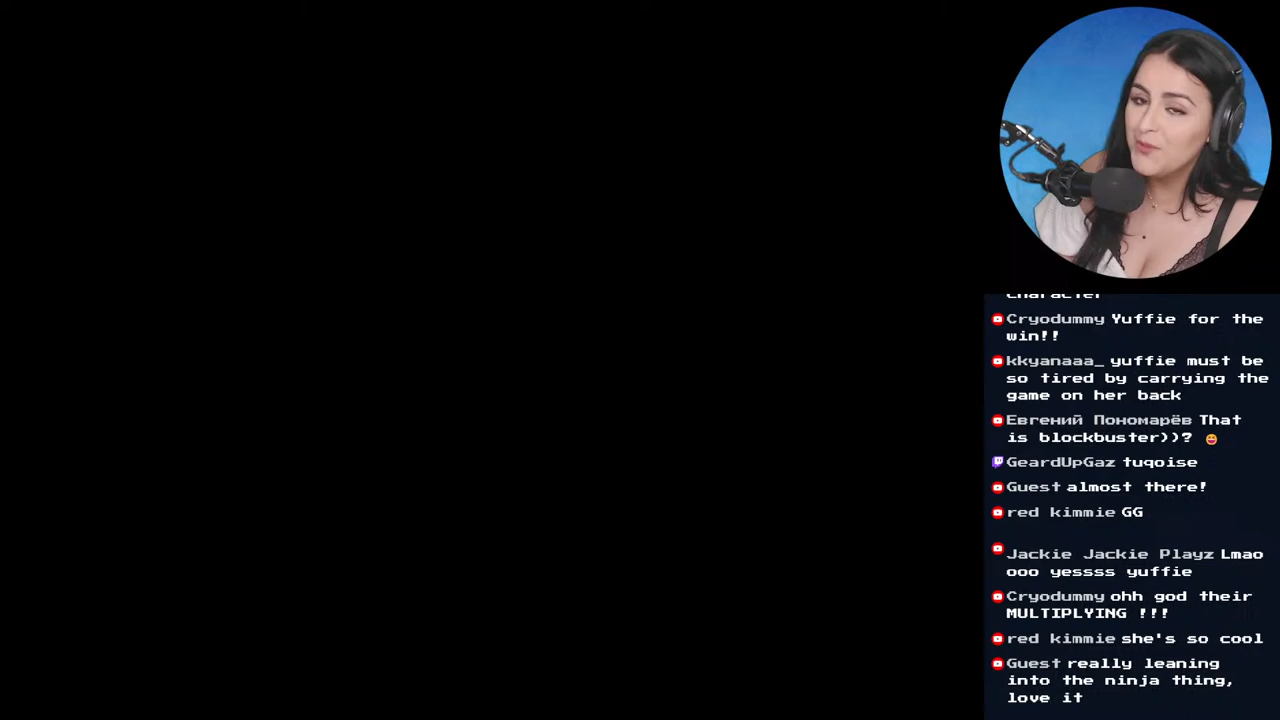 character
Cryodummy Yuffie for the
win!!
kkyanaaa_ yuffie must be
so tired by carrying the
game on her back
Евгений Пономарёв That
is blockbuster))? 😝
GeardUpGaz tuqoise
Guest almost there!
red kimmie GG
Jackie Jackie Playz Lmao
ooo yessss yuffie
Cryodummy ohh god their
MULTIPLYING !!!
red kimmie she's so cool
Guest really leaning
into the ninja thing,
love it